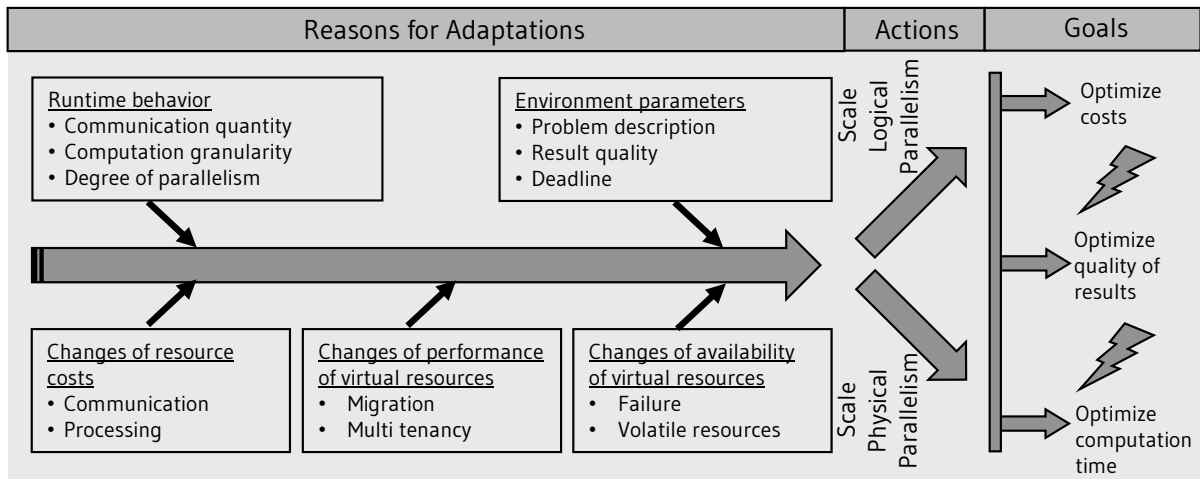 Reasons for Adaptations
Actions
Goals
Runtime behavior
• Communication quantity
• Computation granularity
• Degree of parallelism
Environment parameters
• Problem description
• Result quality
• Deadline
Changes of resource
costs
• Communication
• Processing
Changes of performance
of virtual resources
• Migration
• Multi tenancy
Changes of availability
of virtual resources
• Failure
• Volatile resources
Scale
Logical
Parallelism
Scale
Physical
Parallelism
Optimize
costs
Optimize
quality of
results
Optimize
computation
time